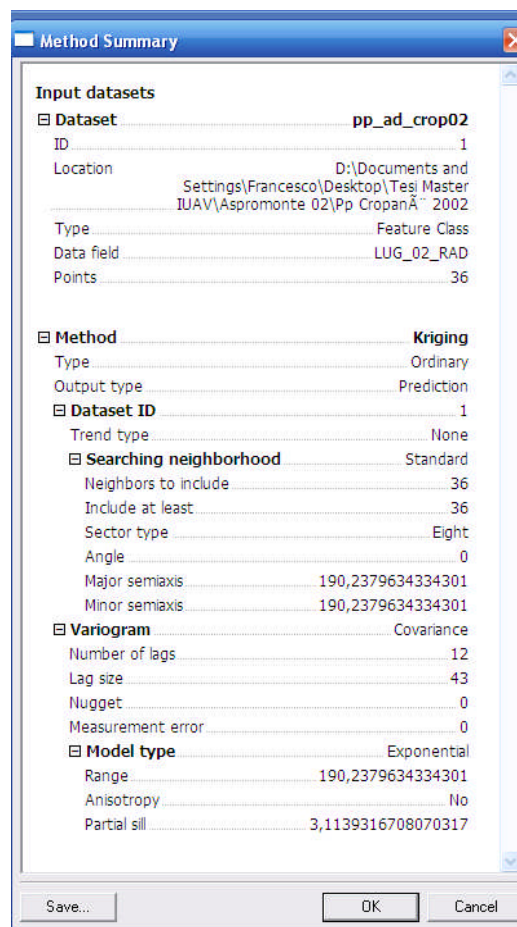 Method Summary
Input datasets
Dataset pp_ad_crop02
ID 1
Location D:\Documents and
Settings\Francesco\Desktop\Tesi Master
IUAV\Aspromonte 02\Pp CropanÃ¨ 2002
Type Feature Class
Data field LUG_02_RAD
Points 36
Method Kriging
Type Ordinary
Output type Prediction
Dataset ID 1
Trend type None
Searching neighborhood Standard
Neighbors to include 36
Include at least 36
Sector type Eight
Angle 0
Major semiaxis 190,2379634334301
Minor semiaxis 190,2379634334301
Variogram Covariance
Number of lags 12
Lag size 43
Nugget 0
Measurement error 0
Model type Exponential
Range 190,2379634334301
Anisotropy No
Partial sill 3,1139316708070317
Save... OK Cancel